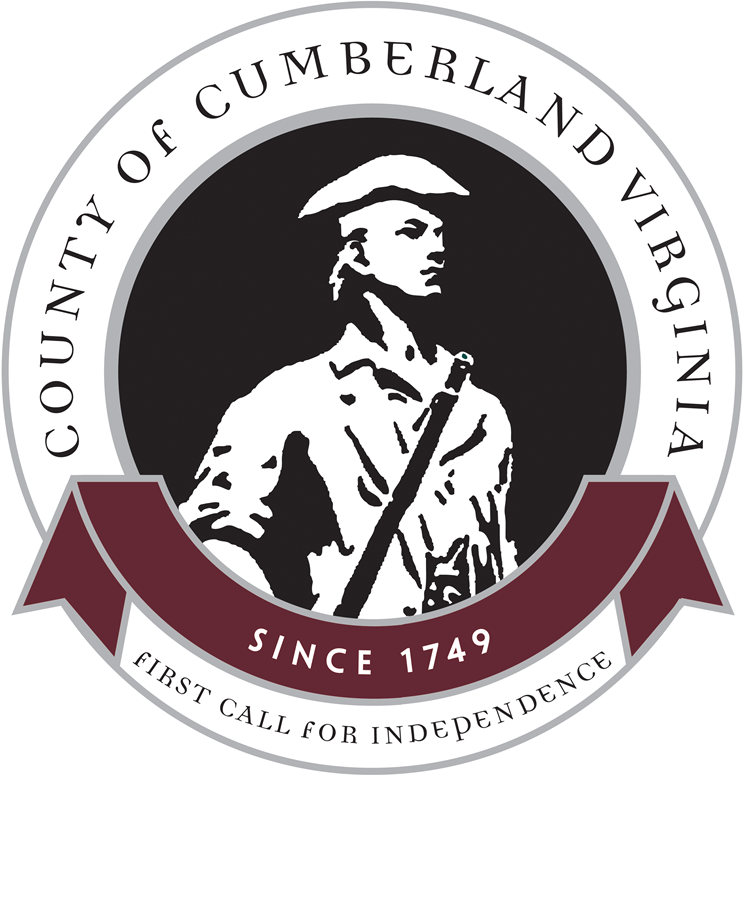 COUNTY OF CUMBERLAND VIRGINIA
SINCE 1749
FIRST CALL FOR INDEPENDENCE